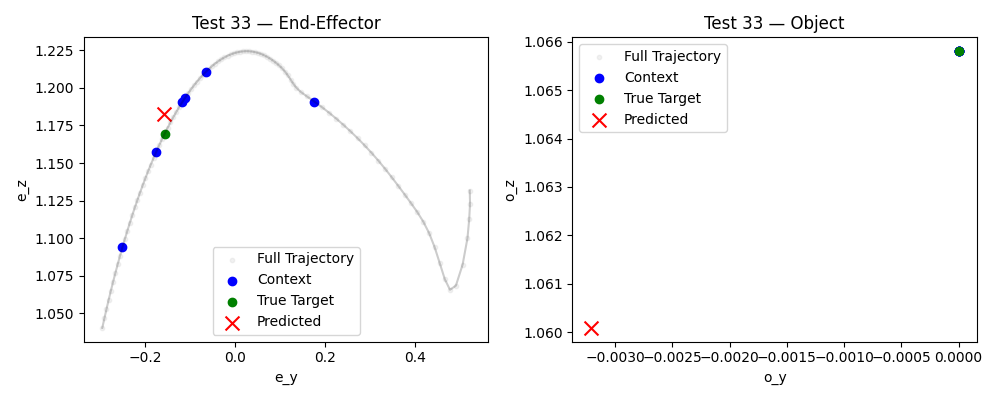 Test 33 — End-Effector
1.225
1.200
1.175
1.150
1.125
1.100
1.075
1.050
e_z
−0.2
0.0
0.2
0.4
e_y
Full Trajectory
Context
True Target
Predicted
Test 33 — Object
1.066
1.065
1.064
1.063
1.062
1.061
1.060
o_z
−0.0030
−0.0025
−0.0020
−0.0015
−0.0010
−0.0005
0.0000
o_y
Full Trajectory
Context
True Target
Predicted